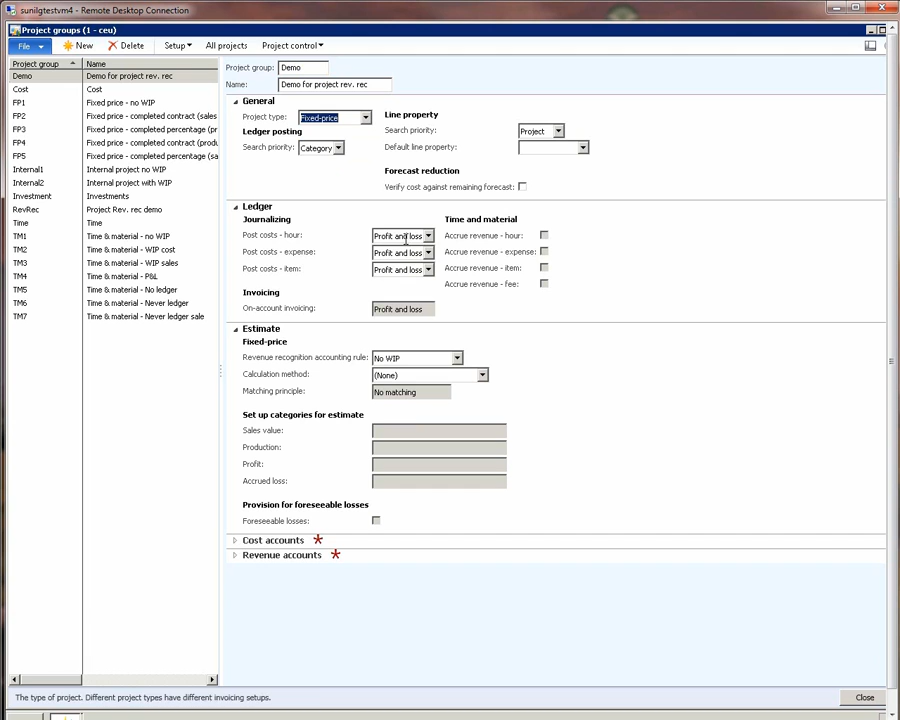 sunilgtestvm4 - Remote Desktop Connection
Project groups (1 - ceu)
File New Delete Setup All projects Project control
Project group Name
Demo Demo for project rev. rec
Cost Cost
FP1 Fixed price - no WIP
FP2 Fixed price - completed contract (sales
FP3 Fixed price - completed percentage (pr
FP4 Fixed price - completed contract (produ
FP5 Fixed price - completed percentage (sa
Internal1 Internal project no WIP
Internal2 Internal project with WIP
Investment Investments
RevRec Project Rev. rec demo
Time Time
TM1 Time & material - no WIP
TM2 Time & material - WIP cost
TM3 Time & material - WIP sales
TM4 Time & material - P&L
TM5 Time & material - No ledger
TM6 Time & material - Never ledger
TM7 Time & material - Never ledger sale
Project group: Demo
Name: Demo for project rev. rec
General
Project type: Fixed-price
Ledger posting
Search priority: Category
Line property
Search priority: Project
Default line property:
Forecast reduction
Verify cost against remaining forecast:
Ledger
Journalizing
Post costs - hour: Profit and loss
Post costs - expense: Profit and loss
Post costs - item: Profit and loss
Invoicing
On-account invoicing: Profit and loss
Time and material
Accrue revenue - hour:
Accrue revenue - expense:
Accrue revenue - item:
Accrue revenue - fee:
Estimate
Fixed-price
Revenue recognition accounting rule: No WIP
Calculation method: (None)
Matching principle: No matching
Set up categories for estimate
Sales value:
Production:
Profit:
Accrued loss:
Provision for foreseeable losses
Foreseeable losses:
Cost accounts *
Revenue accounts *
The type of project. Different project types have different invoicing setups.
Close